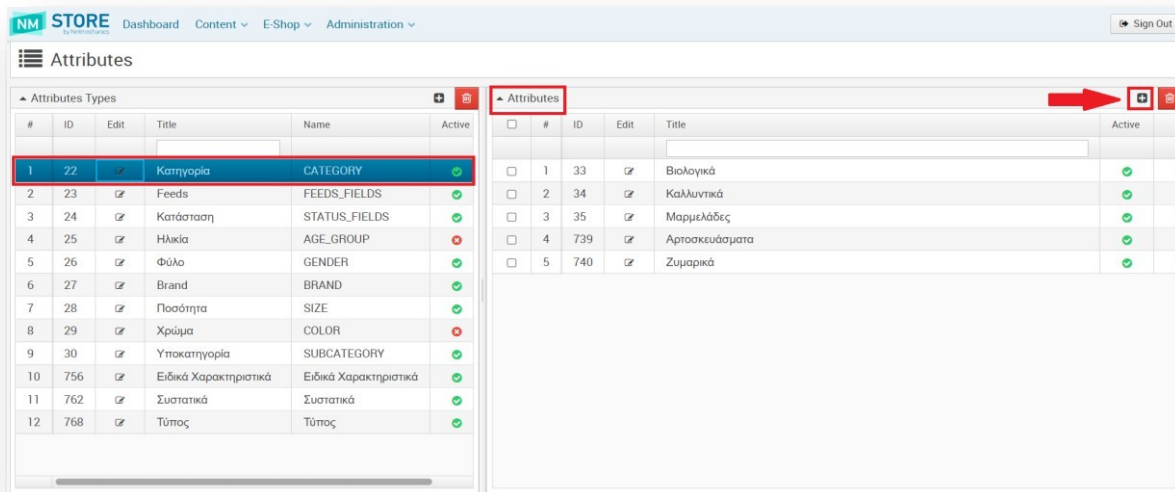 NM STORE Dashboard Content E-Shop Administration Sign Out
by Netmechanics
Attributes
Attributes Types
# ID Edit Title Name Active
1 22 Κατηγορία CATEGORY
2 23 Feeds FEEDS_FIELDS
3 24 Κατάσταση STATUS_FIELDS
4 25 Ηλικία AGE_GROUP
5 26 Φύλο GENDER
6 27 Brand BRAND
7 28 Ποσότητα SIZE
8 29 Χρώμα COLOR
9 30 Υποκατηγορία SUBCATEGORY
10 756 Ειδικά Χαρακτηριστικά Ειδικά Χαρακτηριστικά
11 762 Συστατικά Συστατικά
12 768 Τύπος Τύπος
Attributes
# ID Edit Title Active
1 33 Βιολογικά
2 34 Καλλυντικά
3 35 Μαρμελάδες
4 739 Αρτοσκευάσματα
5 740 Ζυμαρικά